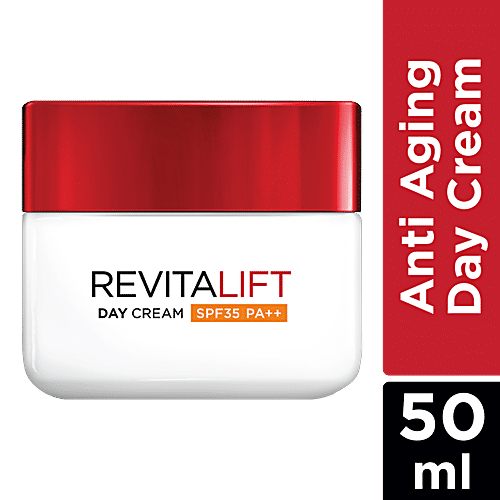 REVITALIFT
DAY CREAM SPF35 PA++
Anti Aging
Day Cream
50
ml